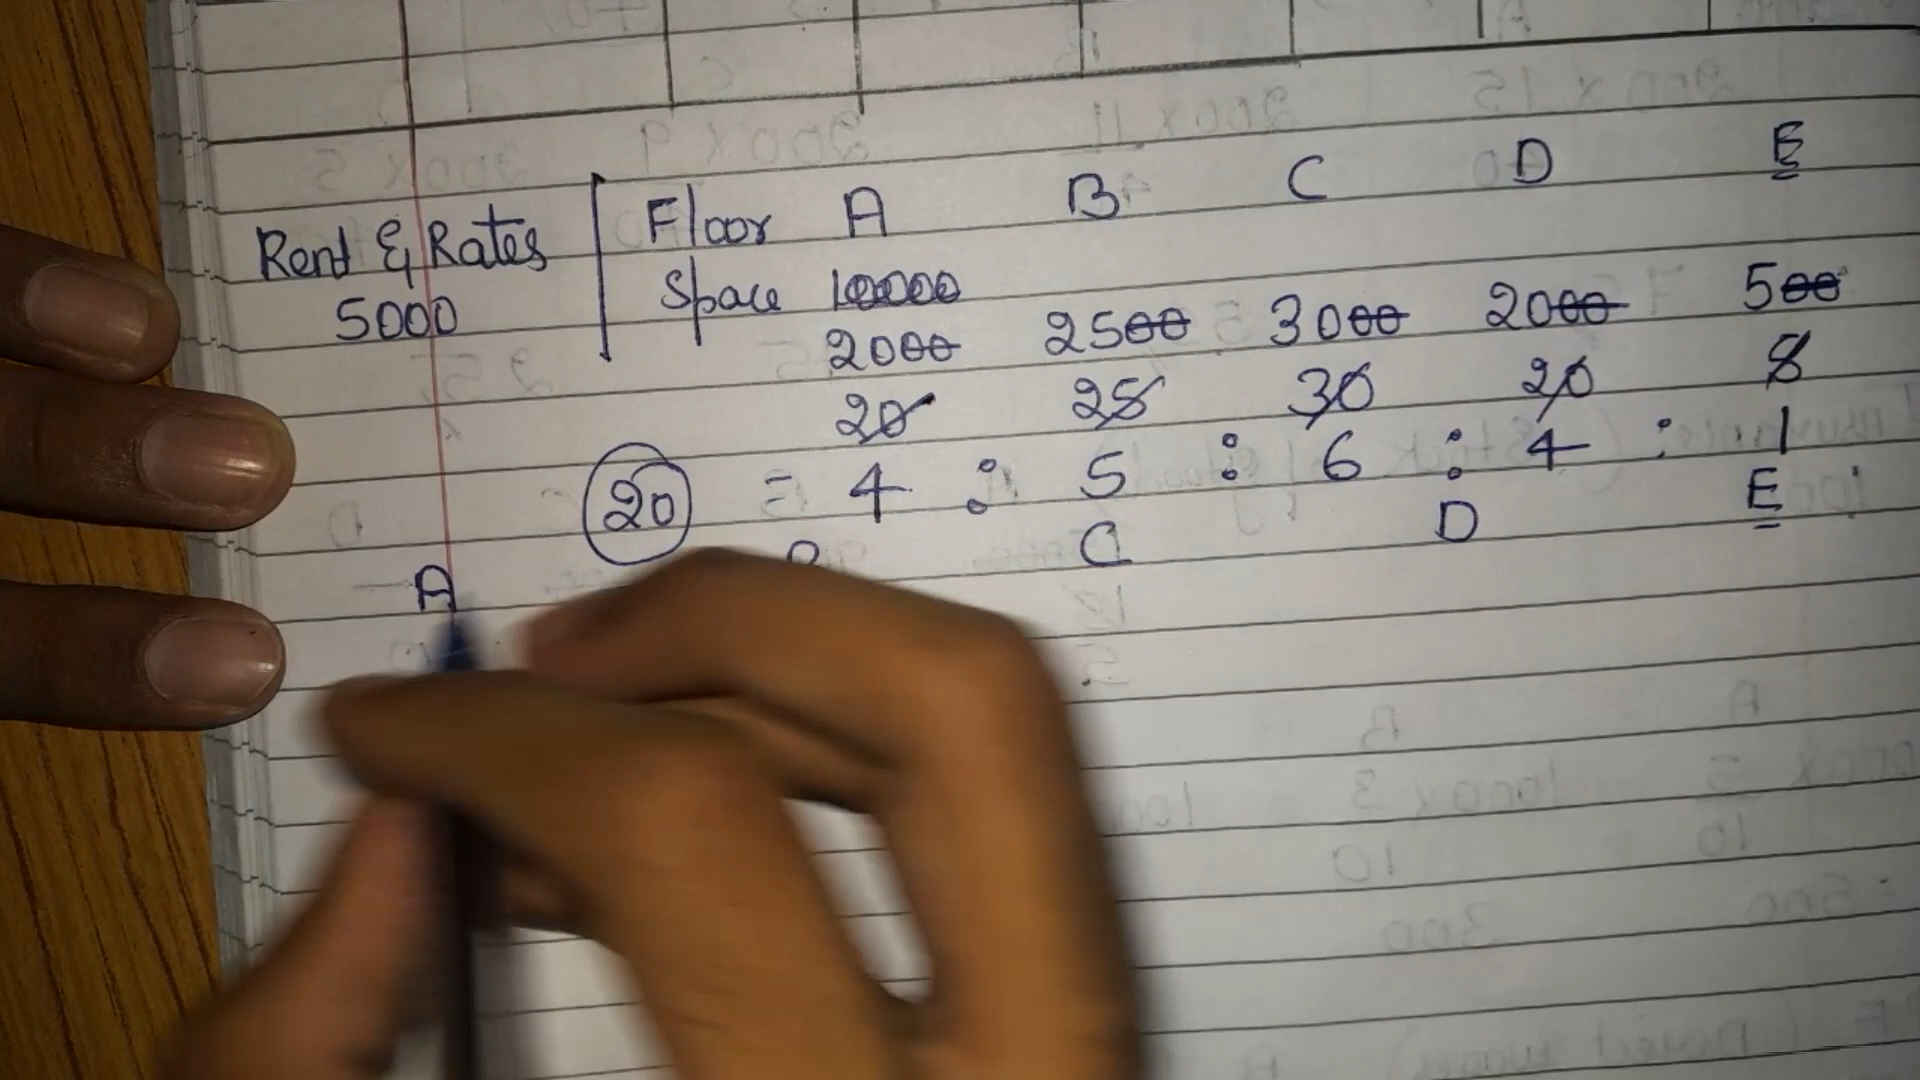 Floor A B C D E
Rent & Rates
Space
5000
2000 2500 3000 2000 500
20 25 30 20 5
20 = 4 : 5 : 6 : 4 : 1
A C D E